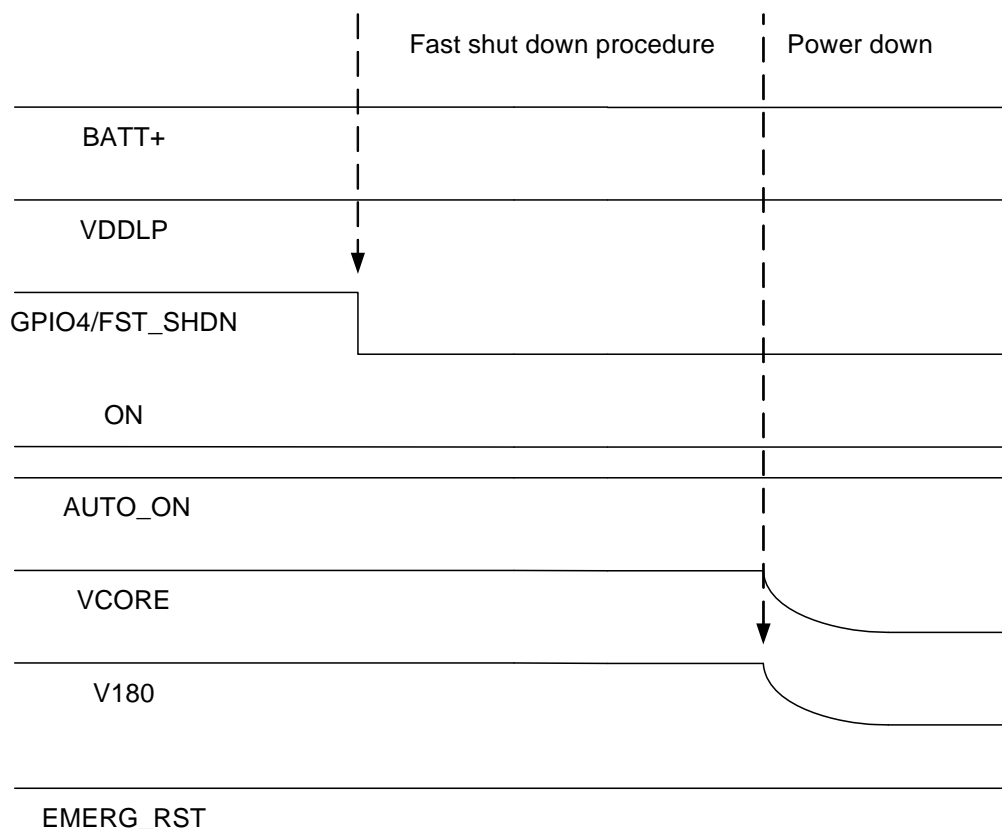 Fast shut down procedure
Power down
BATT+
VDDLP
GPIO4/FST_SHDN
ON
AUTO_ON
VCORE
V180
EMERG_RST